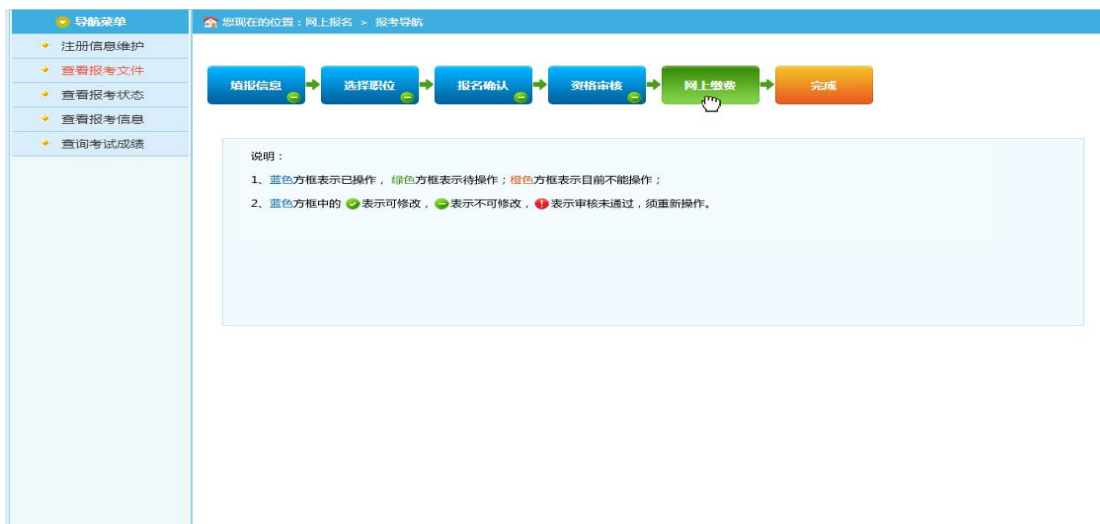 导航菜单
注册信息维护
查看报考文件
查看报考状态
查看报考信息
查询考试成绩
您现在的位置：网上报名 > 报考导航
填报信息
选择职位
报名确认
资格审核
网上缴费
完成
说明：
1、蓝色方框表示已操作，绿色方框表示待操作；橙色方框表示目前不能操作；
2、蓝色方框中的 表示可修改， 表示不可修改， 表示审核未通过，须重新操作。